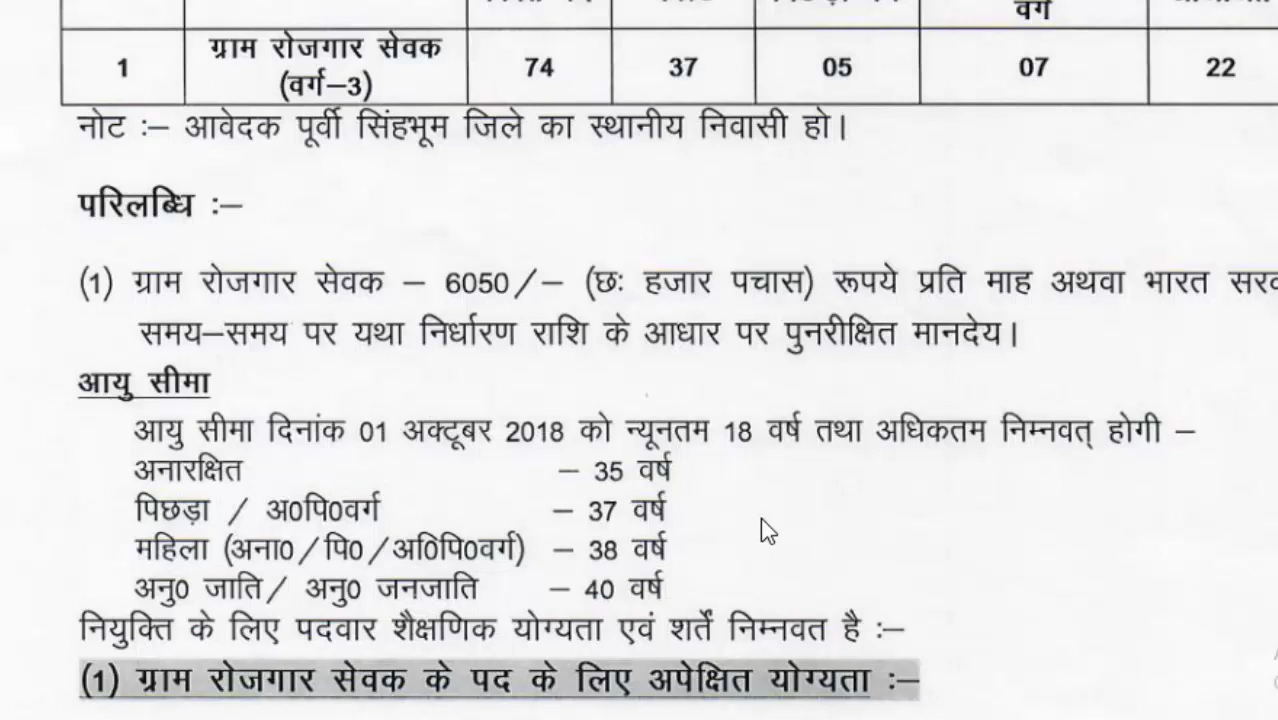 वर्ग
1 ग्राम रोजगार सेवक (वर्ग–3) 74 37 05 07 22
नोट :– आवेदक पूर्वी सिंहभूम जिले का स्थानीय निवासी हो।
परिलब्धि :–
(1) ग्राम रोजगार सेवक – 6050/– (छः हजार पचास) रूपये प्रति माह अथवा भारत
समय–समय पर यथा निर्धारण राशि के आधार पर पुनरीक्षित मानदेय।
आयु सीमा
आयु सीमा दिनांक 01 अक्टूबर 2018 को न्यूनतम 18 वर्ष तथा अधिकतम निम्नवत् होगी –
अनारक्षित – 35 वर्ष
पिछड़ा / अ0पि0वर्ग – 37 वर्ष
महिला (अना0/पि0/अ0िपि0वर्ग) – 38 वर्ष
अनु0 जाति/ अनु0 जनजाति – 40 वर्ष
नियुक्ति के लिए पदवार शैक्षणिक योग्यता एवं शर्तें निम्नवत है :–
(1) ग्राम रोजगार सेवक के पद के लिए अपेक्षित योग्यता :–